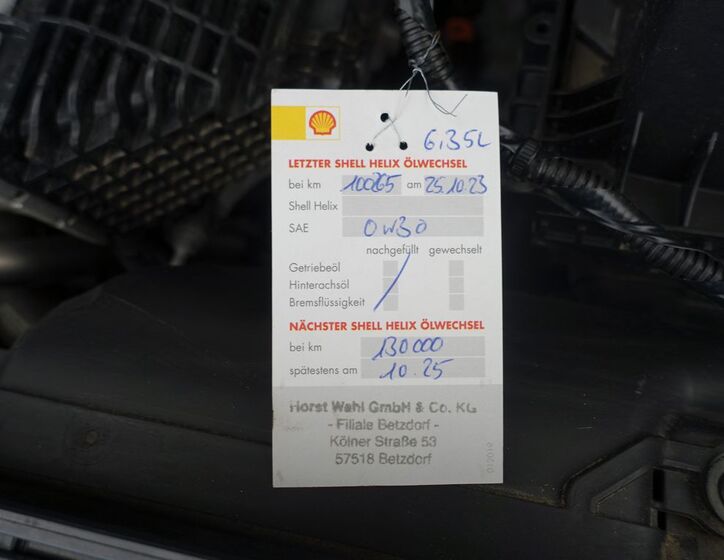 6,35L
LETZTER SHELL HELIX ÖLWECHSEL
bei km 100265 am 25.10.23
Shell Helix
SAE 0W30
nachgefüllt gewechselt
Getriebeöl
Hinterachsöl
Bremsflüssigkeit
NÄCHSTER SHELL HELIX ÖLWECHSEL
bei km 130000
spätestens am 10.25
Horst Wahl GmbH & Co. KG
- Filiale Betzdorf -
Kölner Straße 53
57518 Betzdorf